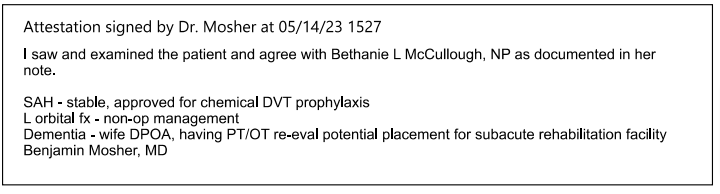 Attestation signed by Dr. Mosher at 05/14/23 1527
I saw and examined the patient and agree with Bethanie L McCullough, NP as documented in her
note.
SAH - stable, approved for chemical DVT prophylaxis
L orbital fx - non-op management
Dementia - wife DPOA, having PT/OT re-eval potential placement for subacute rehabilitation facility
Benjamin Mosher, MD